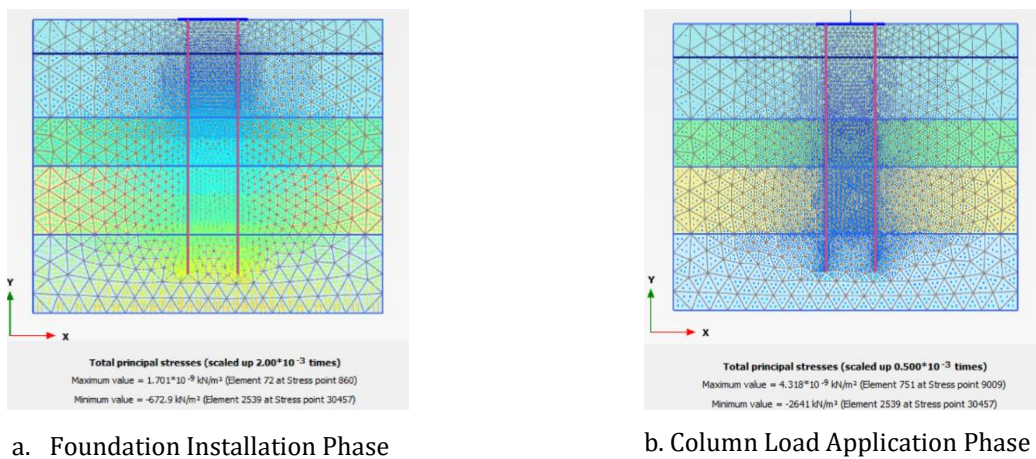 Y
X
Total principal stresses (scaled up 2.00*10 -3 times)
Maximum value = 1.701*10 -9 kN/m² (Element 72 at Stress point 860)
Minimum value = -672.9 kN/m² (Element 2539 at Stress point 30457)
a. Foundation Installation Phase
Y
X
Total principal stresses (scaled up 0.500*10 -3 times)
Maximum value = 4.318*10 -9 kN/m² (Element 751 at Stress point 9009)
Minimum value = -2641 kN/m² (Element 2539 at Stress point 30457)
b. Column Load Application Phase